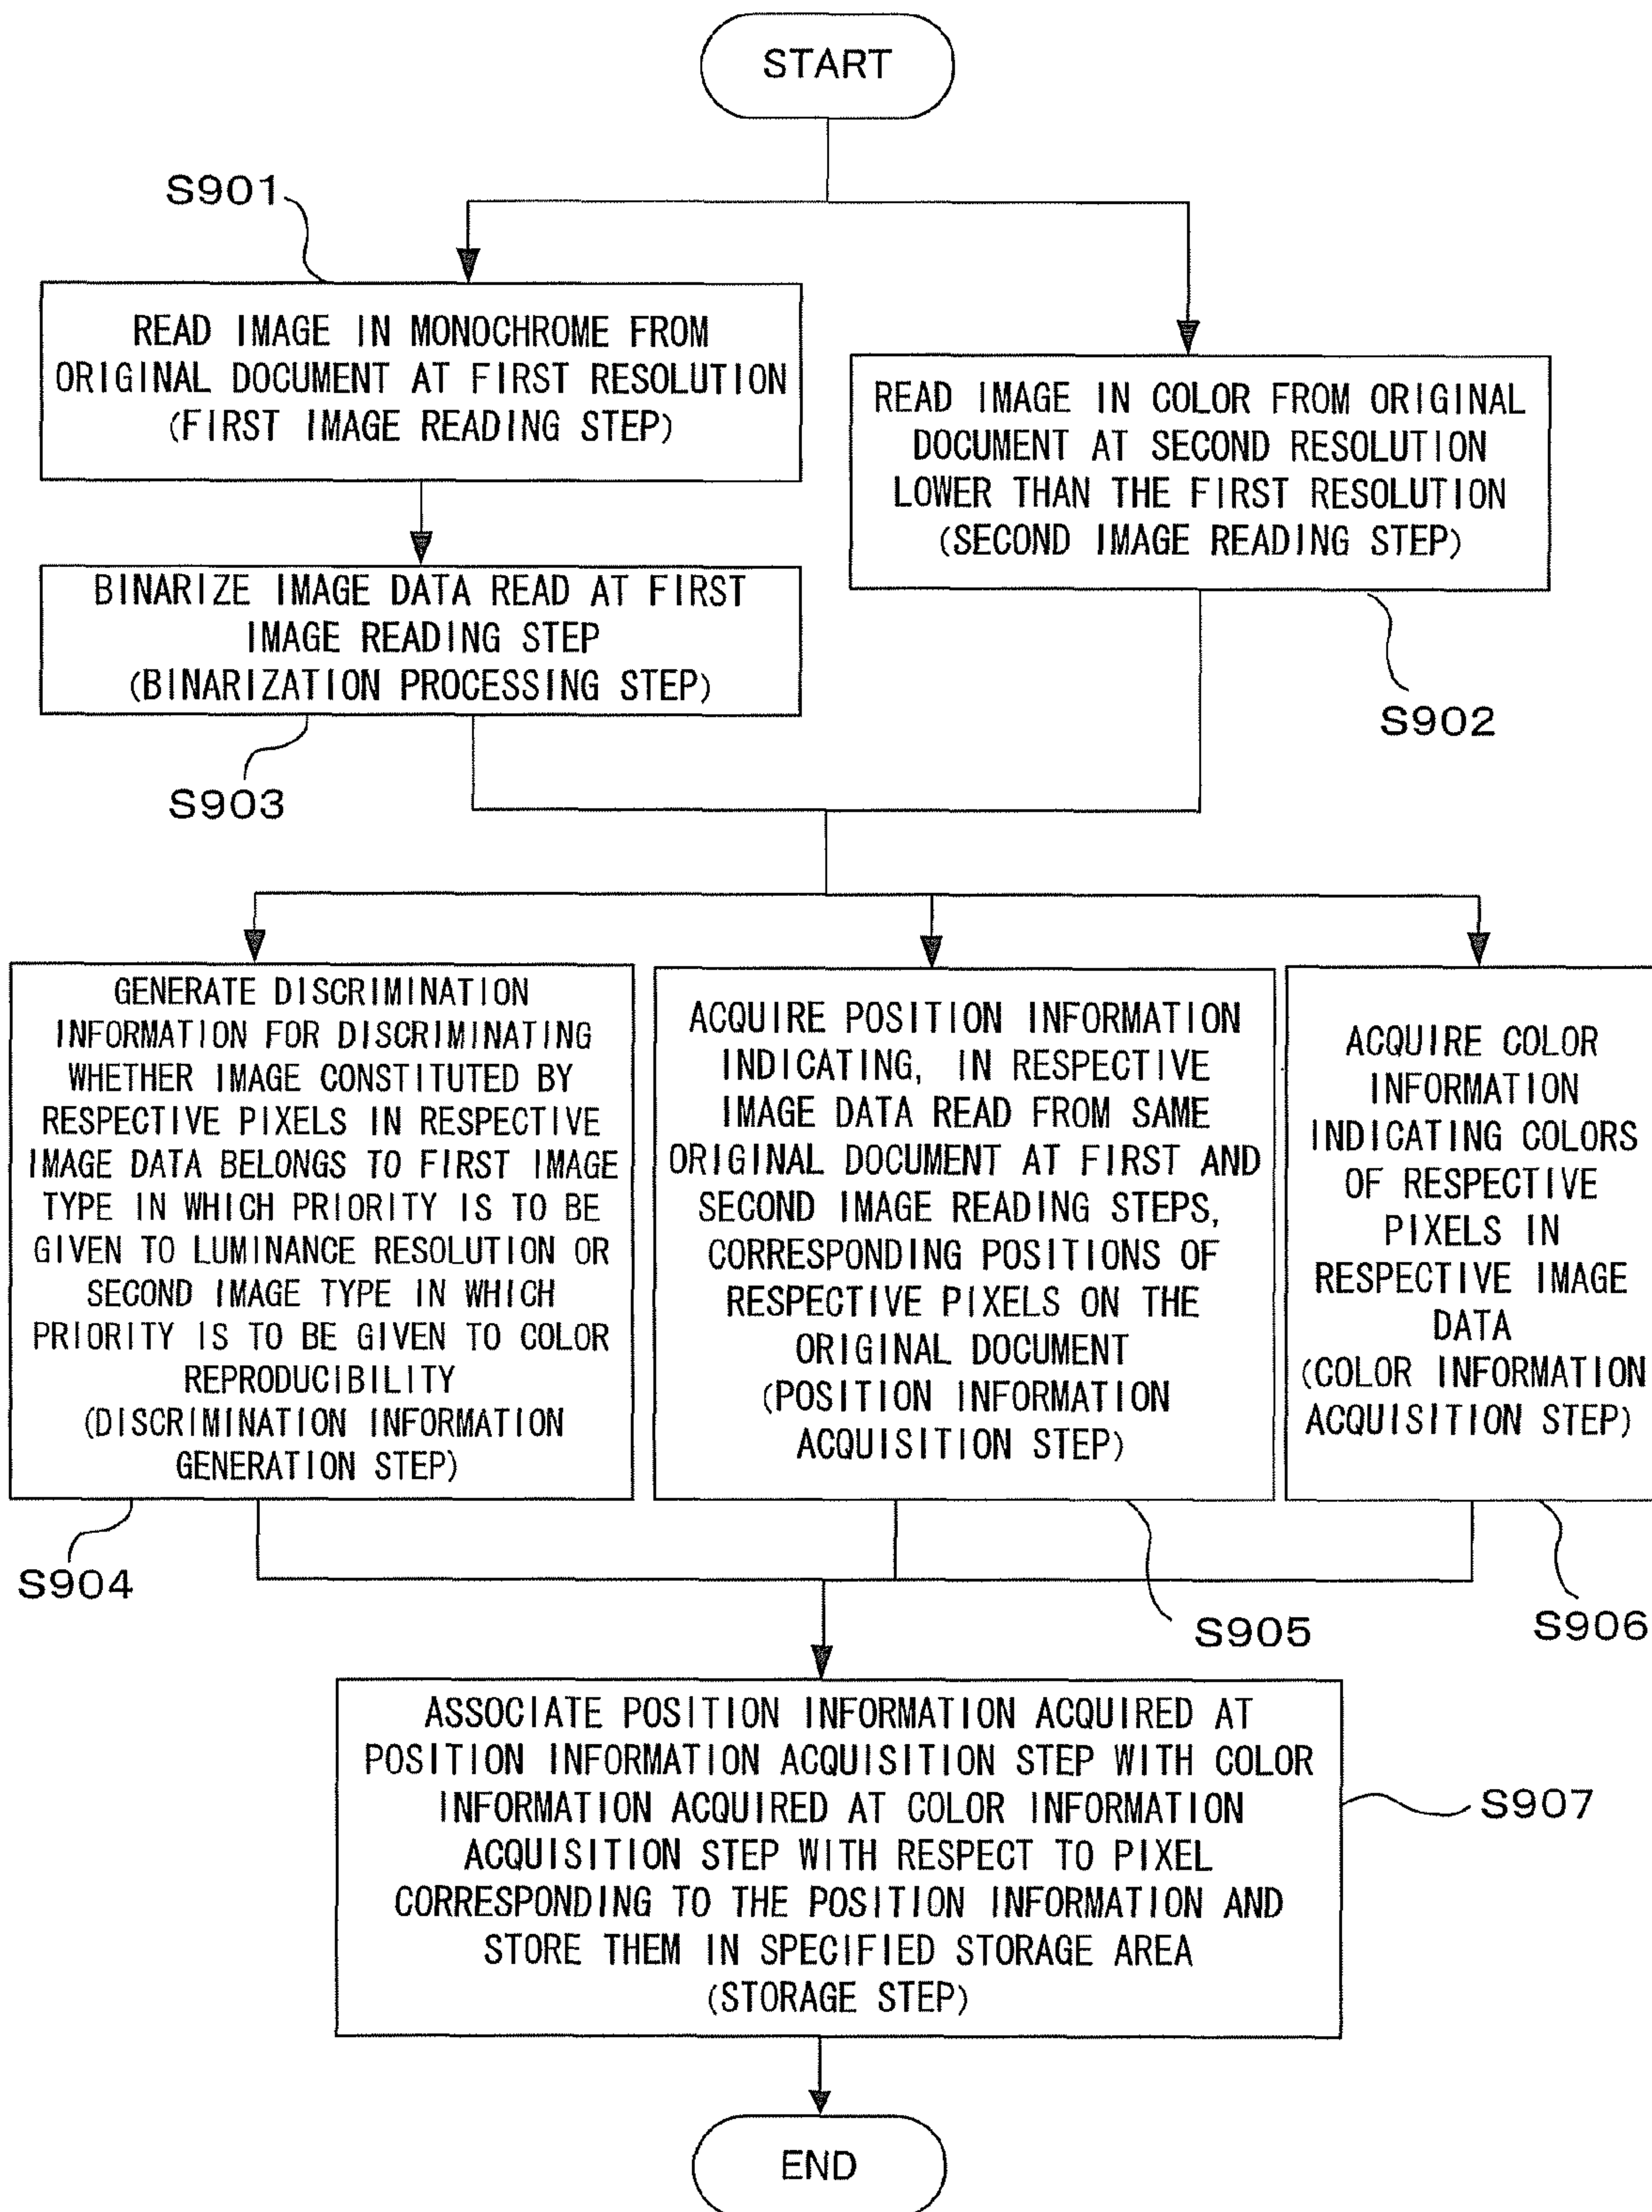 START
S901
READ IMAGE IN MONOCHROME FROM
ORIGINAL DOCUMENT AT FIRST RESOLUTION
(FIRST IMAGE READING STEP)
READ IMAGE IN COLOR FROM ORIGINAL
DOCUMENT AT SECOND RESOLUTION
LOWER THAN THE FIRST RESOLUTION
(SECOND IMAGE READING STEP)
S902
BINARIZE IMAGE DATA READ AT FIRST
IMAGE READING STEP
(BINARIZATION PROCESSING STEP)
S903
GENERATE DISCRIMINATION
INFORMATION FOR DISCRIMINATING
WHETHER IMAGE CONSTITUTED BY
RESPECTIVE PIXELS IN RESPECTIVE
IMAGE DATA BELONGS TO FIRST IMAGE
TYPE IN WHICH PRIORITY IS TO BE
GIVEN TO LUMINANCE RESOLUTION OR
SECOND IMAGE TYPE IN WHICH
PRIORITY IS TO BE GIVEN TO COLOR
REPRODUCIBILITY
(DISCRIMINATION INFORMATION
GENERATION STEP)
S904
ACQUIRE POSITION INFORMATION
INDICATING, IN RESPECTIVE
IMAGE DATA READ FROM SAME
ORIGINAL DOCUMENT AT FIRST AND
SECOND IMAGE READING STEPS,
CORRESPONDING POSITIONS OF
RESPECTIVE PIXELS ON THE
ORIGINAL DOCUMENT
(POSITION INFORMATION
ACQUISITION STEP)
S905
ACQUIRE COLOR
INFORMATION
INDICATING COLORS
OF RESPECTIVE
PIXELS IN
RESPECTIVE IMAGE
DATA
(COLOR INFORMATION
ACQUISITION STEP)
S906
ASSOCIATE POSITION INFORMATION ACQUIRED AT
POSITION INFORMATION ACQUISITION STEP WITH COLOR
INFORMATION ACQUIRED AT COLOR INFORMATION
ACQUISITION STEP WITH RESPECT TO PIXEL
CORRESPONDING TO THE POSITION INFORMATION AND
STORE THEM IN SPECIFIED STORAGE AREA
(STORAGE STEP)
S907
END